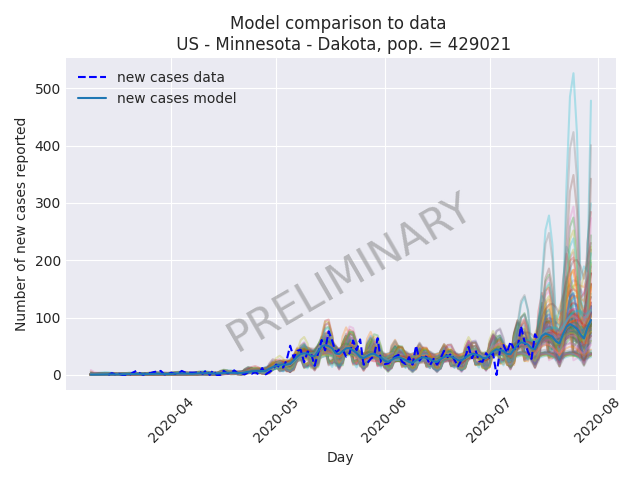 Model comparison to data
US - Minnesota - Dakota, pop. = 429021
new cases data
new cases model
PRELIMINARY
Number of new cases reported
500
400
300
200
100
0
2020-04
2020-05
2020-06
2020-07
2020-08
Day